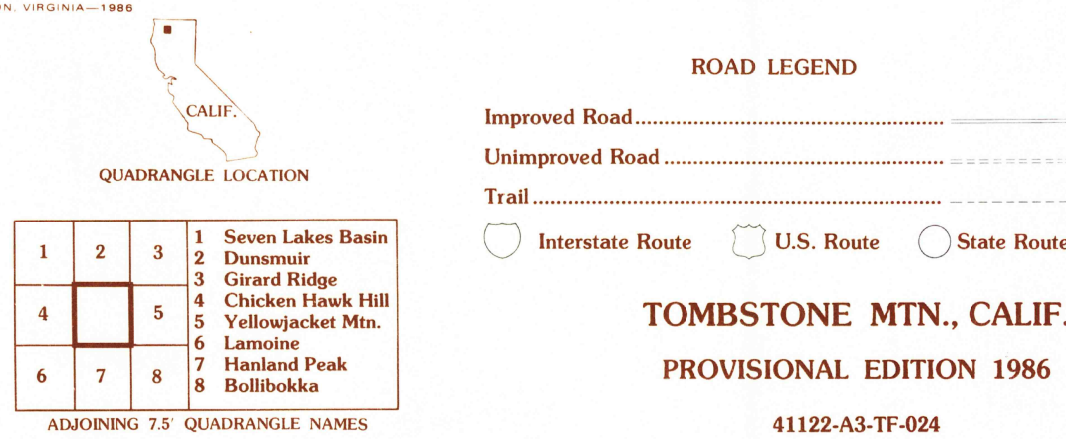 VIRGINIA—1986
CALIF.
QUADRANGLE LOCATION
1 2 3
4 5
6 7 8
1 Seven Lakes Basin
2 Dunsmuir
3 Girard Ridge
4 Chicken Hawk Hill
5 Yellowjacket Mtn.
6 Lamoine
7 Hanland Peak
8 Bollibokka
ADJOINING 7.5′ QUADRANGLE NAMES
ROAD LEGEND
Improved Road
Unimproved Road
Trail
Interstate Route U.S. Route State Route
TOMBSTONE MTN., CALIF.
PROVISIONAL EDITION 1986
41122-A3-TF-024